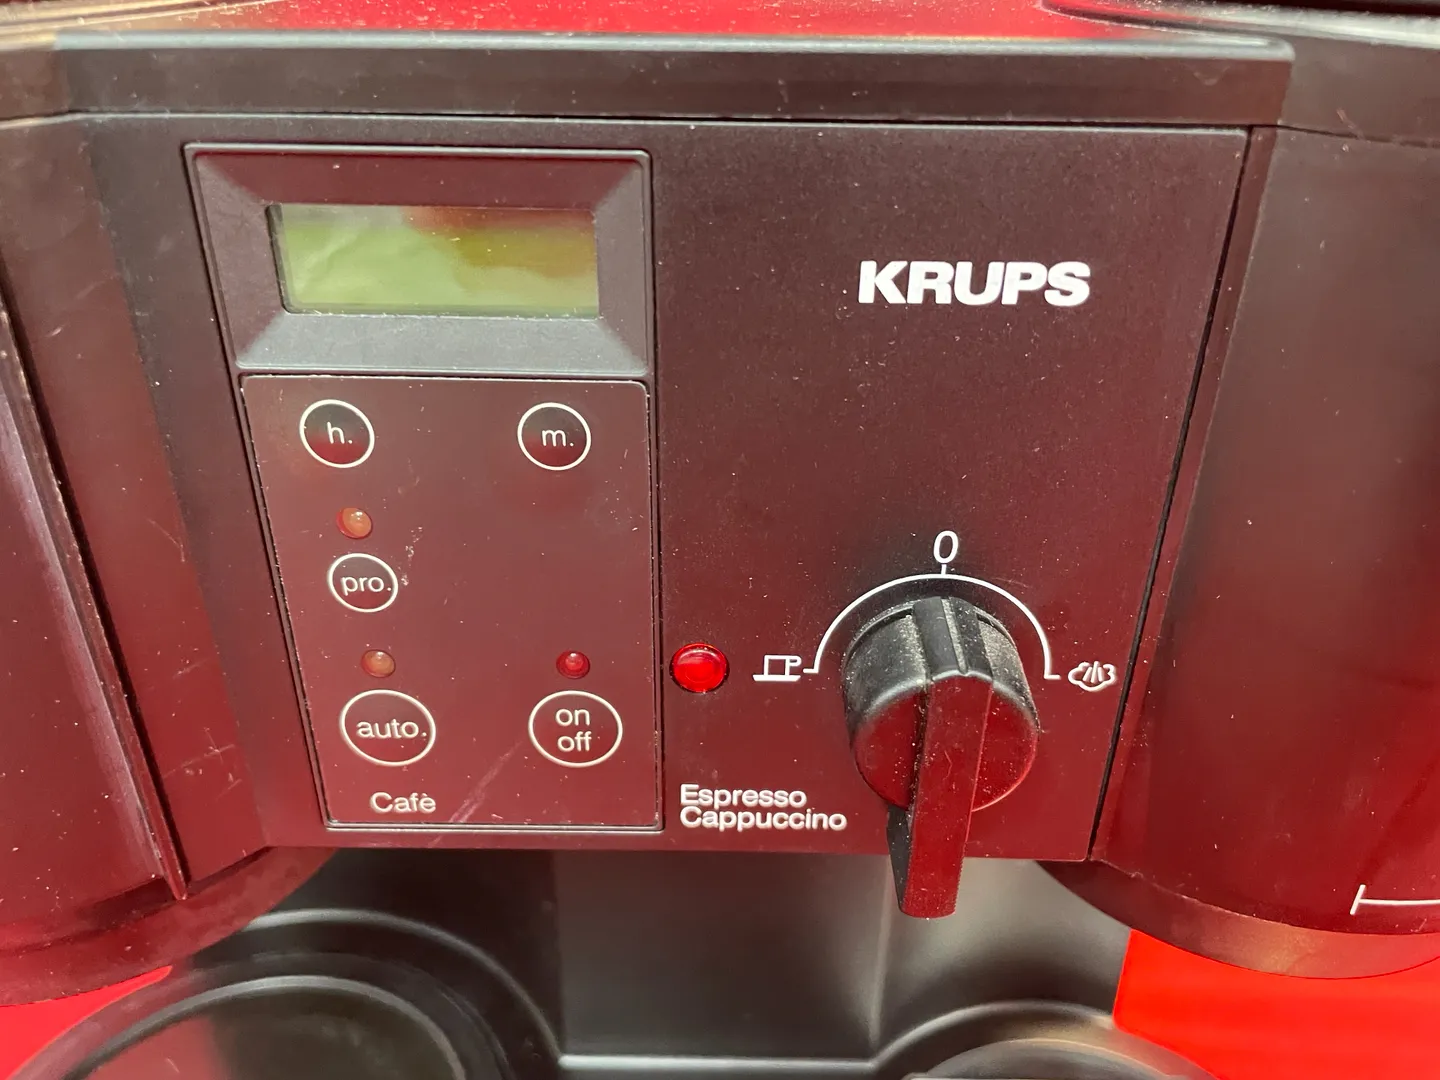 KRUPS
h.
m.
pro.
auto.
on
off
Cafè
0
Espresso
Cappuccino